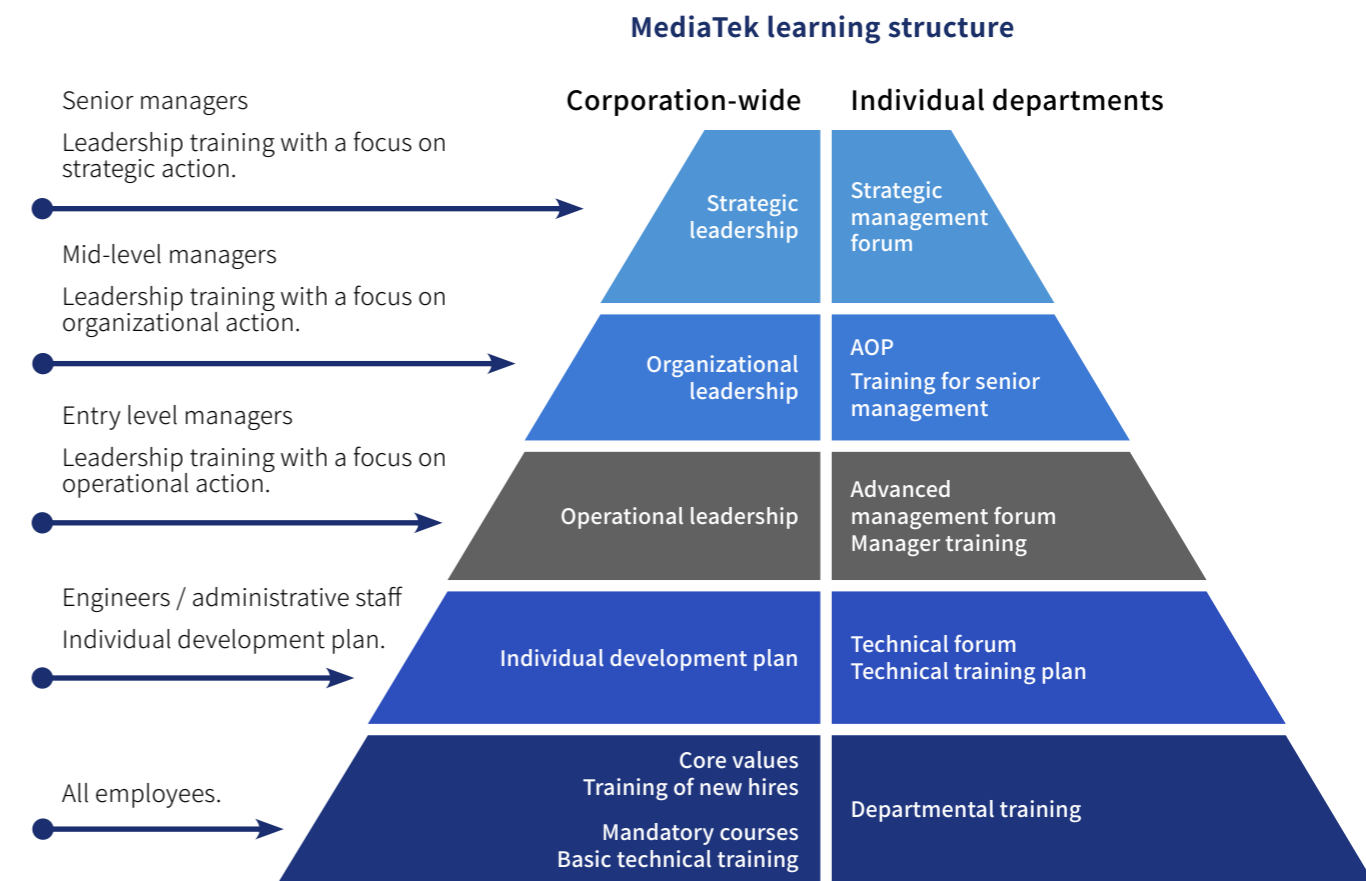 MediaTek learning structure
Corporation-wide
Individual departments
Senior managers
Leadership training with a focus on
strategic action.
Strategic
leadership
Strategic
management
forum
Mid-level managers
Leadership training with a focus on
organizational action.
Organizational
leadership
AOP
Training for senior
management
Entry level managers
Leadership training with a focus on
operational action.
Operational leadership
Advanced
management forum
Manager training
Engineers / administrative staff
Individual development plan.
Individual development plan
Technical forum
Technical training plan
All employees.
Core values
Training of new hires
Mandatory courses
Basic technical training
Departmental training